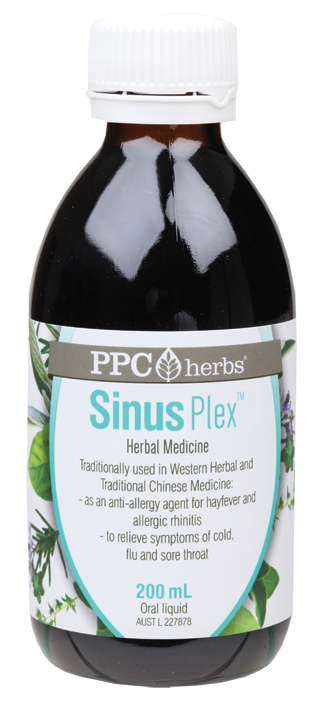 PPC herbs®
Sinus Plex™
Herbal Medicine
Traditionally used in Western Herbal and
Traditional Chinese Medicine:
- as an anti-allergy agent for hayfever and
allergic rhinitis
- to relieve symptoms of cold,
flu and sore throat
200 mL
Oral liquid
AUST L 227878